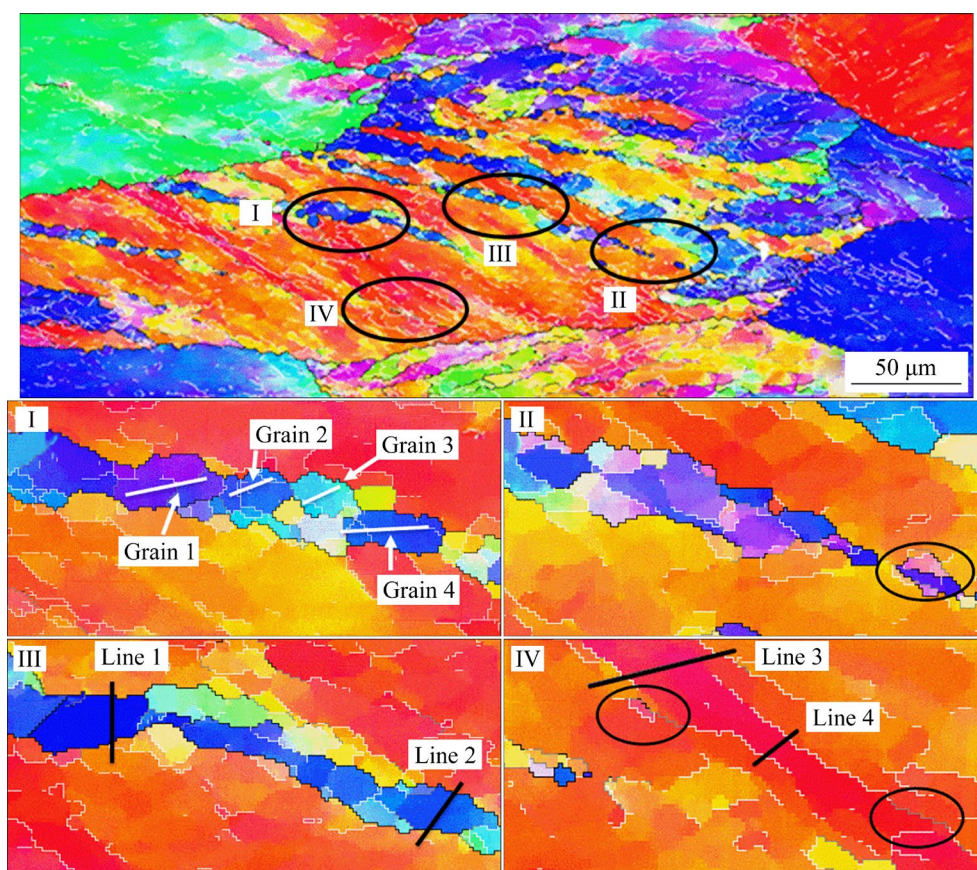 I
III
II
IV
50 μm
I
Grain 2
Grain 3
Grain 1
Grain 4
II
III
Line 1
Line 2
IV
Line 3
Line 4